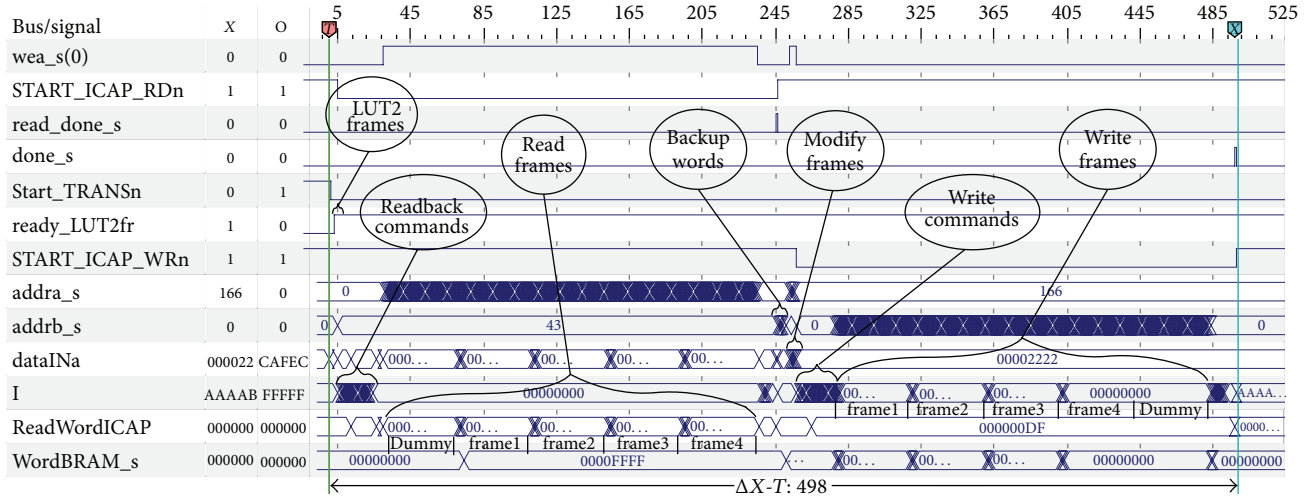 Bus/signal X O 5 45 85 125 165 205 245 285 325 365 405 445 485 525
T X
wea_s(0) 0 0
START_ICAP_RDn 1 1
LUT2
frames
read_done_s 0 0
Read
frames
Backup
words
Modify
frames
Write
frames
done_s 0 0
Start_TRANSn 0 1
Readback
commands
Write
commands
ready_LUT2fr 1 0
START_ICAP_WRn 1 1
addra_s 166 0 0 166
addrb_s 0 0 0 43 0 0
dataINa 000022 CAFEC 000... 00... 00... 00... 00... 00002222
I AAAAB FFFFF 00000000 00... 00... 00... 00000000 AAAA...
frame1 frame2 frame3 frame4 Dummy
ReadWordICAP 000000 000000 000... 00... 00... 00... 00... 000000DF 0000...
Dummy frame1 frame2 frame3 frame4
WordBRAM_s 000000 000000 00000000 0000FFFF ... 00... 00... 00... 00000000 00000000
ΔX-T: 498